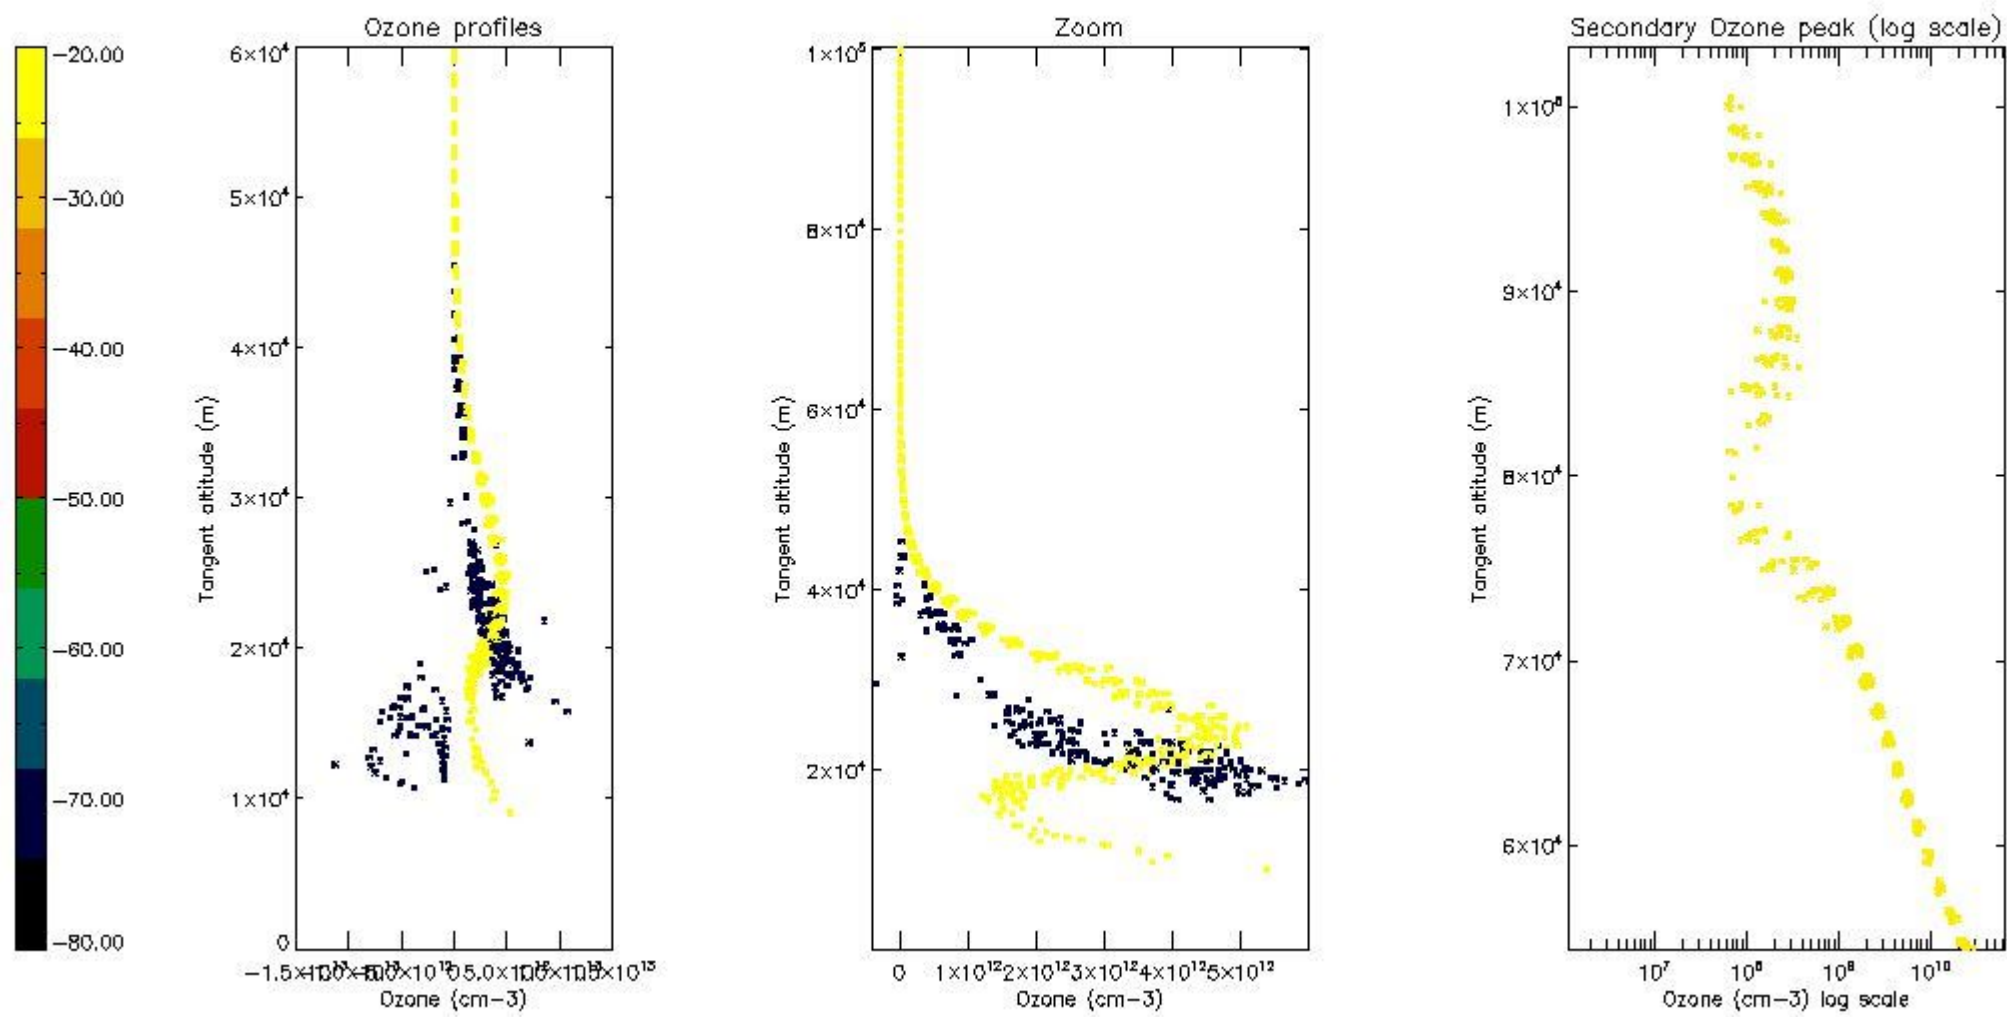 Ozone profiles
Zoom
Secondary Ozone peak (log scale)
-20.00
-30.00
-40.00
-50.00
-60.00
-70.00
-80.00
6×10⁴
5×10⁴
4×10⁴
3×10⁴
2×10⁴
1×10⁴
0
Tangent altitude (m)
Ozone (cm-3)
1×10⁵
8×10⁴
6×10⁴
4×10⁴
2×10⁴
Tangent altitude (m)
0 1×10¹² 2×10¹² 3×10¹² 4×10¹² 5×10¹²
Ozone (cm-3)
9×10⁴
8×10⁴
7×10⁴
6×10⁴
Tangent altitude (m)
10⁷ 10⁸ 10⁹ 10¹⁰
Ozone (cm-3) log scale